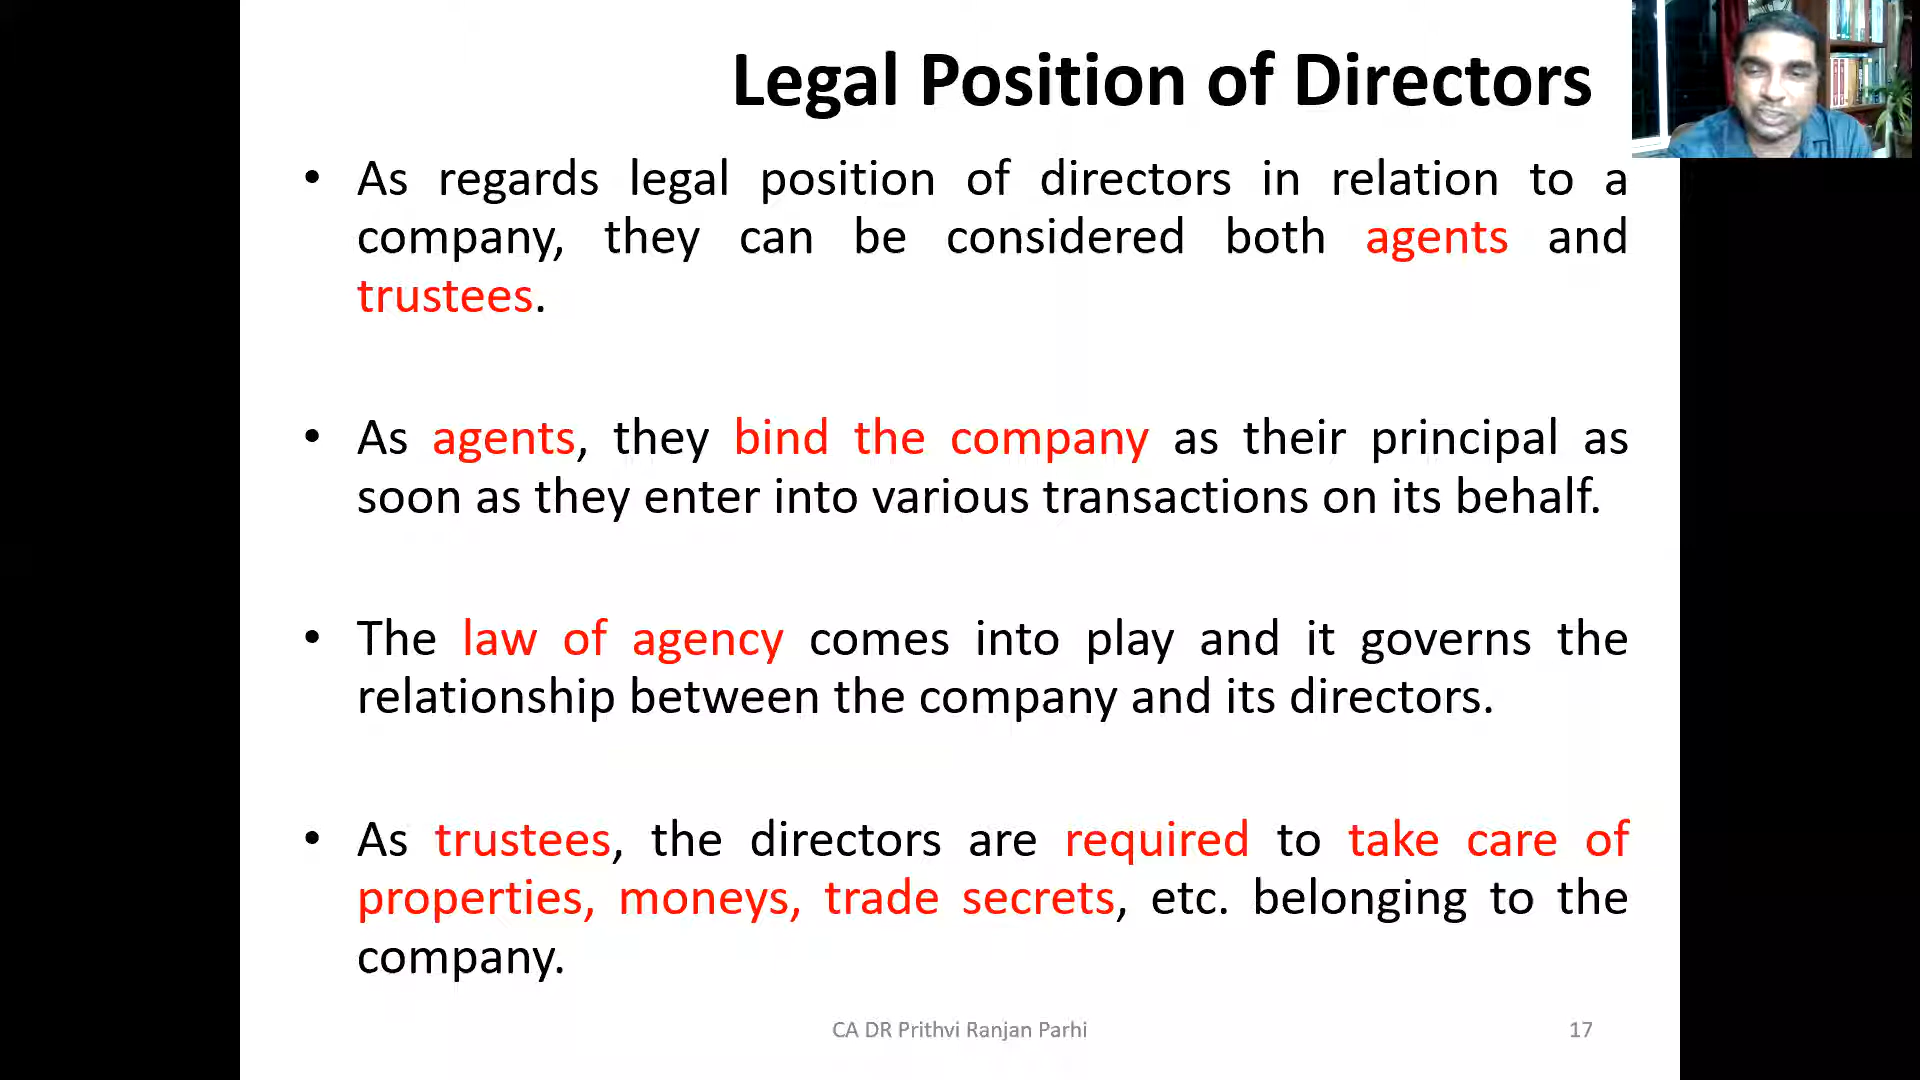 Legal Position of Directors
• As regards legal position of directors in relation to a
company, they can be considered both agents and
trustees.
• As agents, they bind the company as their principal as
soon as they enter into various transactions on its behalf.
• The law of agency comes into play and it governs the
relationship between the company and its directors.
• As trustees, the directors are required to take care of
properties, moneys, trade secrets, etc. belonging to the
company.
CA DR Prithvi Ranjan Parhi
17